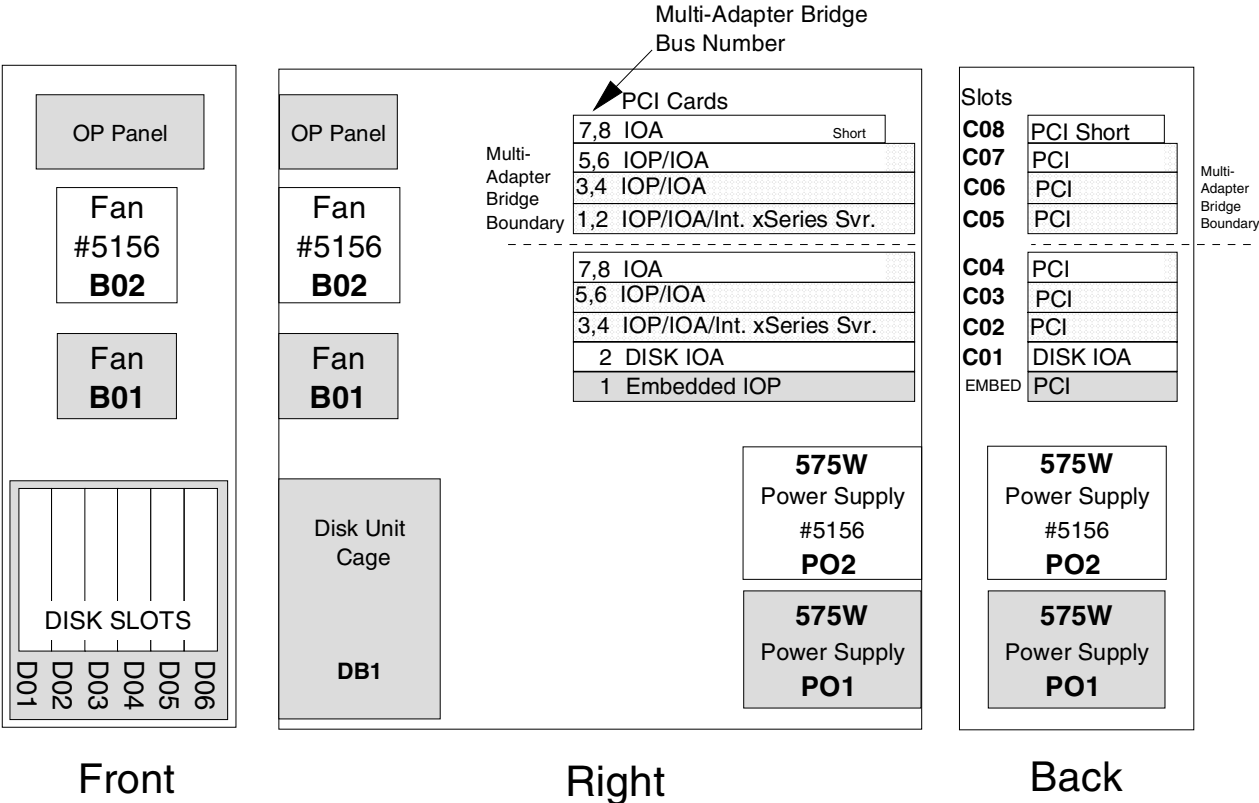 Multi-Adapter Bridge
Bus Number
OP Panel
Fan
#5156
B02
Fan
B01
DISK SLOTS
D01
D02
D03
D04
D05
D06
Front
OP Panel
Fan
#5156
B02
Fan
B01
Disk Unit
Cage
DB1
PCI Cards
Multi-
Adapter
Bridge
Boundary
7,8 IOA Short
5,6 IOP/IOA
3,4 IOP/IOA
1,2 IOP/IOA/Int. xSeries Svr.
7,8 IOA
5,6 IOP/IOA
3,4 IOP/IOA/Int. xSeries Svr.
2 DISK IOA
1 Embedded IOP
575W
Power Supply
#5156
PO2
575W
Power Supply
PO1
Right
Slots
C08 PCI Short
C07 PCI
C06 PCI
C05 PCI
Multi-
Adapter
Bridge
Boundary
C04 PCI
C03 PCI
C02 PCI
C01 DISK IOA
EMBED PCI
575W
Power Supply
#5156
PO2
575W
Power Supply
PO1
Back